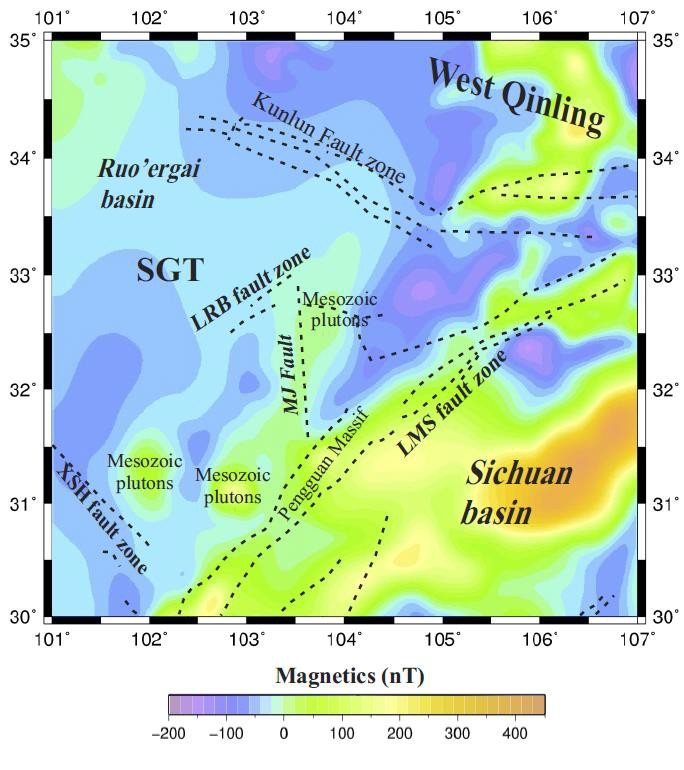 101˚ 102˚ 103˚ 104˚ 105˚ 106˚ 107˚
35˚ 35˚
West Qinling
Kunlun Fault zone
34˚ 34˚
Ruo'ergai
basin
33˚ 33˚
SGT
LRB fault zone
Mesozoic
plutons
MJ Fault
32˚ 32˚
LMS fault zone
Pengguan Massif
Mesozoic
plutons
Mesozoic
plutons
Sichuan
basin
XSH fault zone
31˚ 31˚
30˚ 30˚
101˚ 102˚ 103˚ 104˚ 105˚ 106˚ 107˚
Magnetics (nT)
−200 −100 0 100 200 300 400